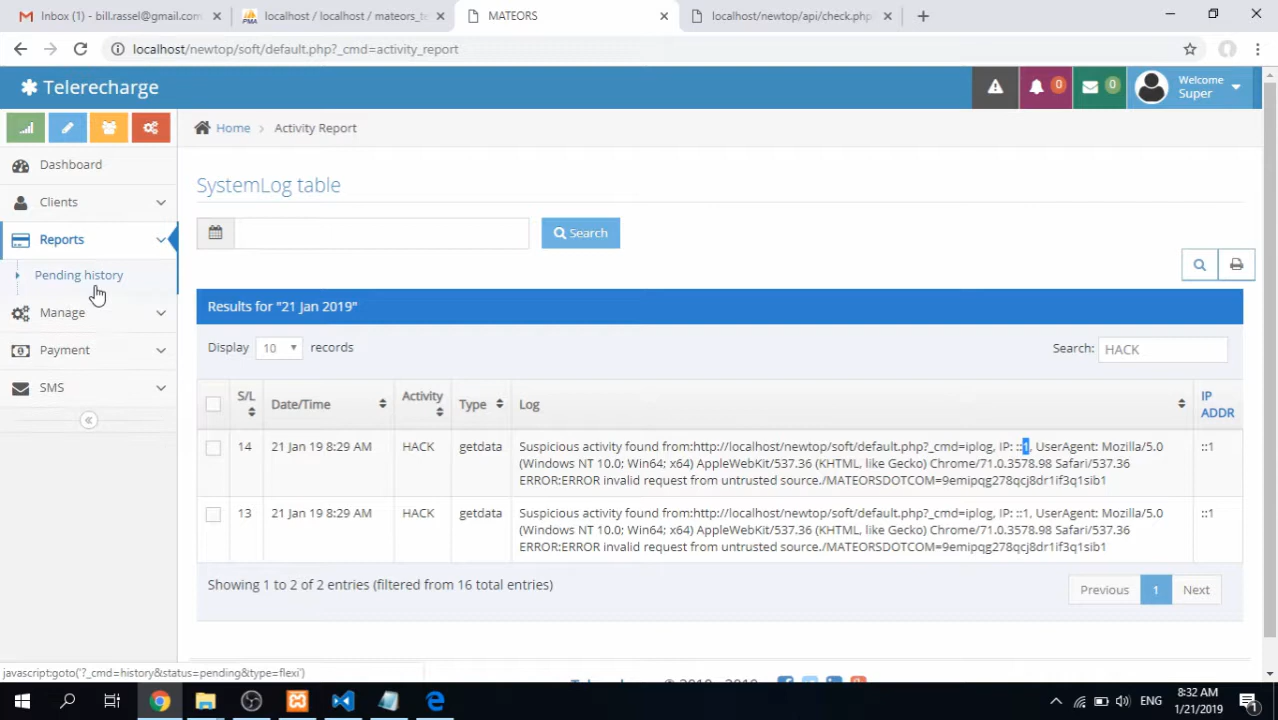 Inbox (1) - bill.rassel@gmail.com
localhost / localhost / mateors_te
MATEORS
localhost/newtop/api/check.php
localhost/newtop/soft/default.php?_cmd=activity_report
Telerecharge
0
0
Welcome
Super
Home > Activity Report
Dashboard
Clients
Reports
Pending history
Manage
Payment
SMS
SystemLog table
Search
Results for "21 Jan 2019"
Display 10 records
Search: HACK
S/L Date/Time Activity Type Log IP ADDR
14 21 Jan 19 8:29 AM HACK getdata Suspicious activity found from:http://localhost/newtop/soft/default.php?_cmd=iplog, IP: ::1, UserAgent: Mozilla/5.0 ::1
(Windows NT 10.0; Win64; x64) AppleWebKit/537.36 (KHTML, like Gecko) Chrome/71.0.3578.98 Safari/537.36
ERROR:ERROR invalid request from untrusted source./MATEORSDOTCOM=9emipqg278qcj8dr1if3q1sib1
13 21 Jan 19 8:29 AM HACK getdata Suspicious activity found from:http://localhost/newtop/soft/default.php?_cmd=iplog, IP: ::1, UserAgent: Mozilla/5.0 ::1
(Windows NT 10.0; Win64; x64) AppleWebKit/537.36 (KHTML, like Gecko) Chrome/71.0.3578.98 Safari/537.36
ERROR:ERROR invalid request from untrusted source./MATEORSDOTCOM=9emipqg278qcj8dr1if3q1sib1
Showing 1 to 2 of 2 entries (filtered from 16 total entries)
Previous 1 Next
javascript:goto('?_cmd=history&status=pending&type=flexi')
ENG
8:32 AM
1/21/2019
1